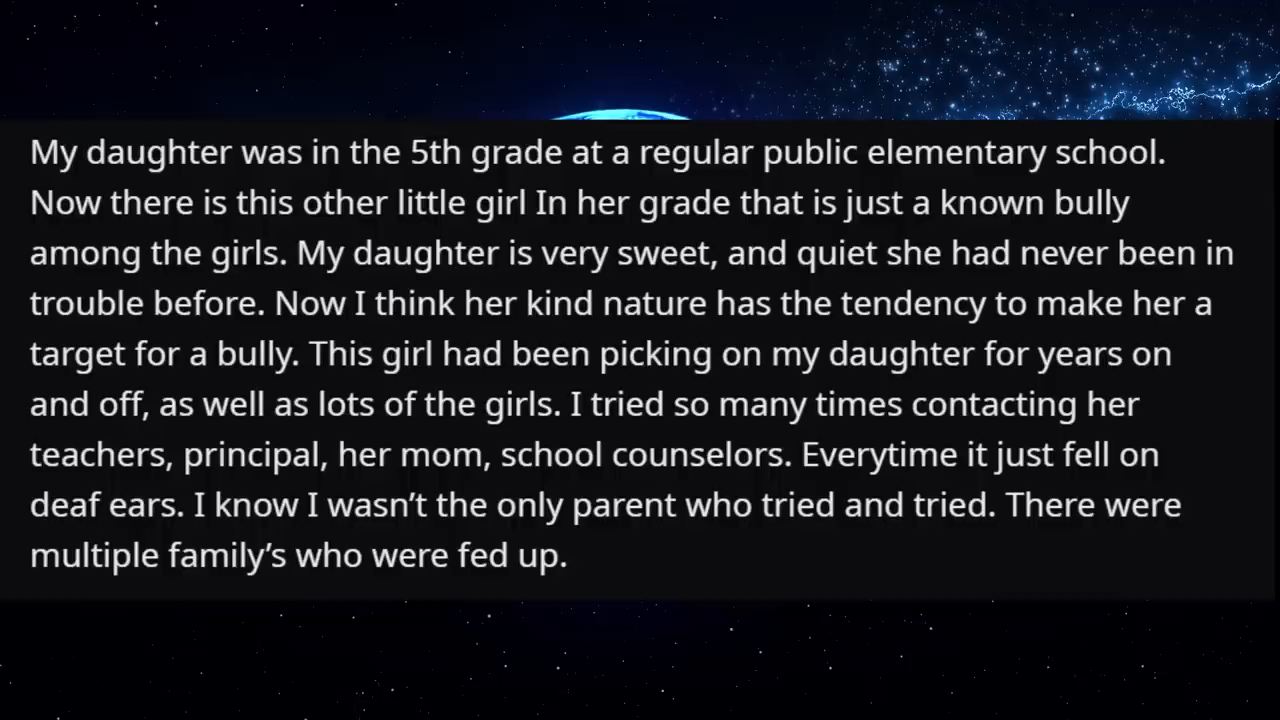 My daughter was in the 5th grade at a regular public elementary school.
Now there is this other little girl In her grade that is just a known bully
among the girls. My daughter is very sweet, and quiet she had never been in
trouble before. Now I think her kind nature has the tendency to make her a
target for a bully. This girl had been picking on my daughter for years on
and off, as well as lots of the girls. I tried so many times contacting her
teachers, principal, her mom, school counselors. Everytime it just fell on
deaf ears. I know I wasn’t the only parent who tried and tried. There were
multiple family’s who were fed up.